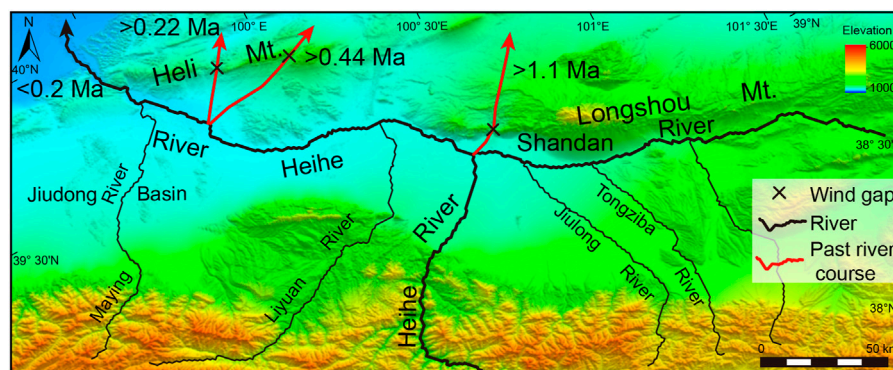 100 °E
100° 30'E
101°E
101° 30'E
39°N
Elevation
6000
1000
N
40°N
>0.22 Ma
Heli Mt.
>0.44 Ma
>1.1 Ma
<0.2 Ma
Longshou Mt.
River
Heihe
Shandan River
38° 30'
Jiudong Basin
River
Maying
River
Liyuan
River
Heihe
Jiulong
River
Tongziba
River
39° 30'N
38°N
Wind gap
River
Past river
course
0
50 km